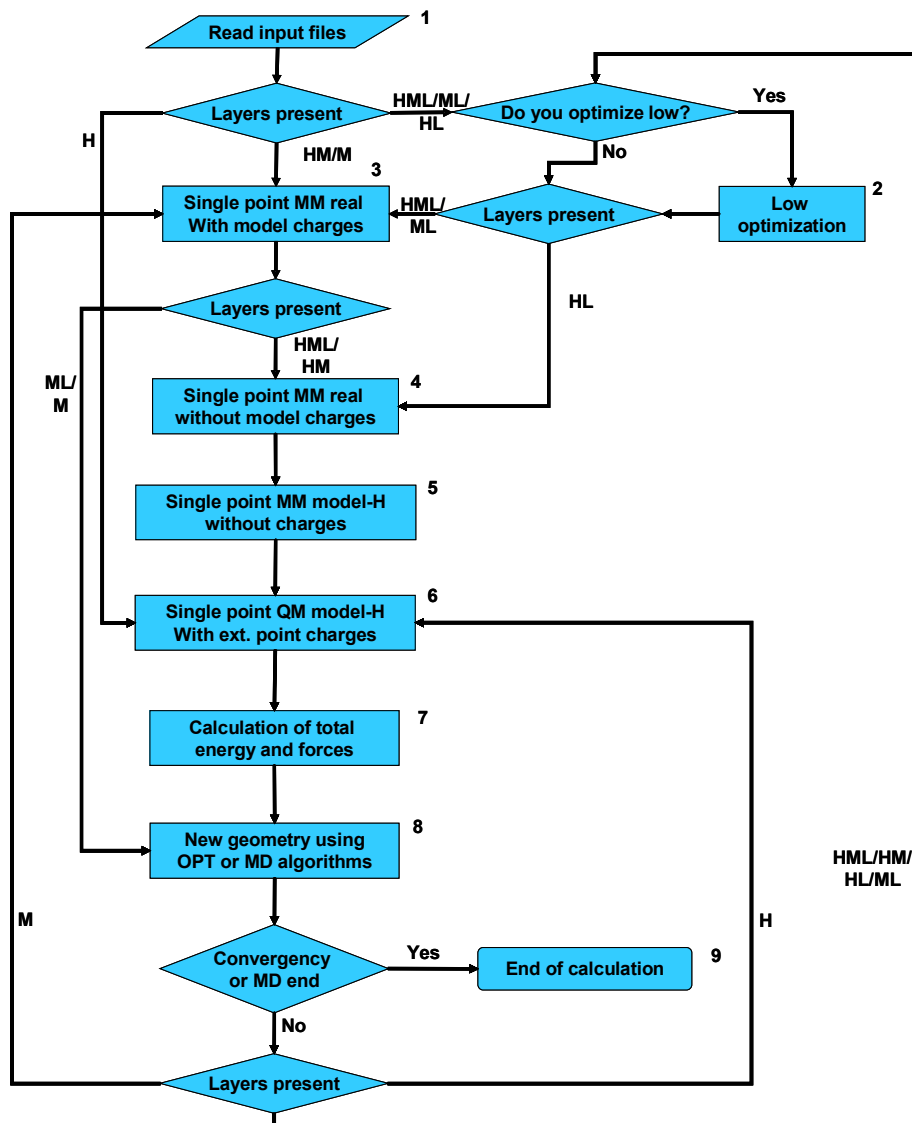 1
Read input files
Layers present
HML/ML/
HL
Do you optimize low?
Yes
H
HM/M
No
3
2
Single point MM real
With model charges
HML/
ML
Layers present
Low
optimization
Layers present
HL
HML/
HM
ML/
M
4
Single point MM real
without model charges
5
Single point MM model-H
without charges
6
Single point QM model-H
With ext. point charges
7
Calculation of total
energy and forces
8
New geometry using
OPT or MD algorithms
HML/HM/
HL/ML
M
H
Convergency
or MD end
Yes
9
End of calculation
No
Layers present